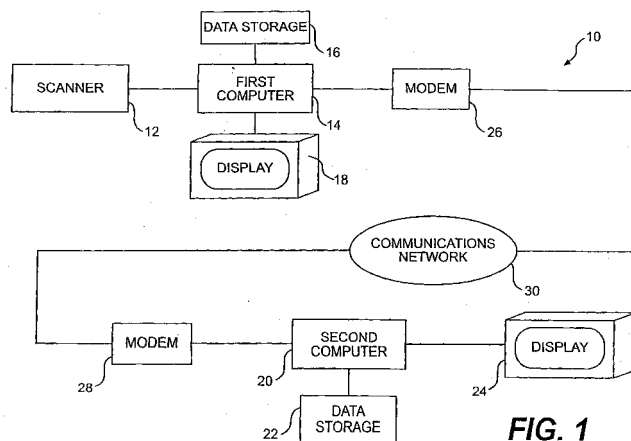 DATA STORAGE
16
10
SCANNER
12
FIRST
COMPUTER
14
MODEM
26
DISPLAY
18
COMMUNICATIONS
NETWORK
30
MODEM
28
SECOND
COMPUTER
20
DISPLAY
24
DATA
STORAGE
22
FIG. 1